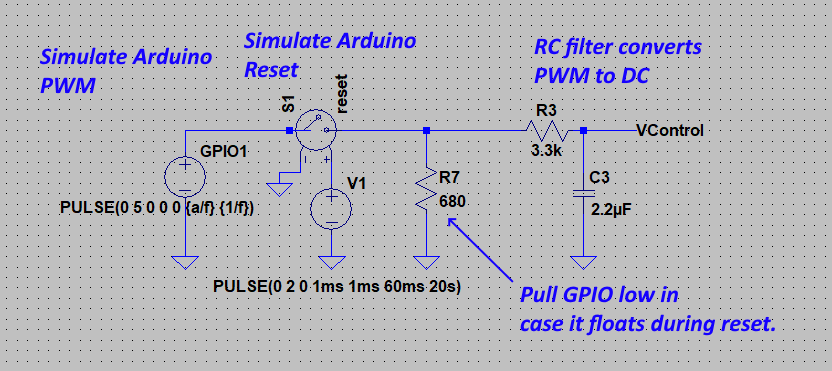 Simulate Arduino
PWM
Simulate Arduino
Reset
RC filter converts
PWM to DC
S1
reset
R3
3.3k
VControl
GPIO1
PULSE(0 5 0 0 0 {a/f} {1/f})
V1
PULSE(0 2 0 1ms 1ms 60ms 20s)
R7
680
C3
2.2µF
Pull GPIO low in
case it floats during reset.